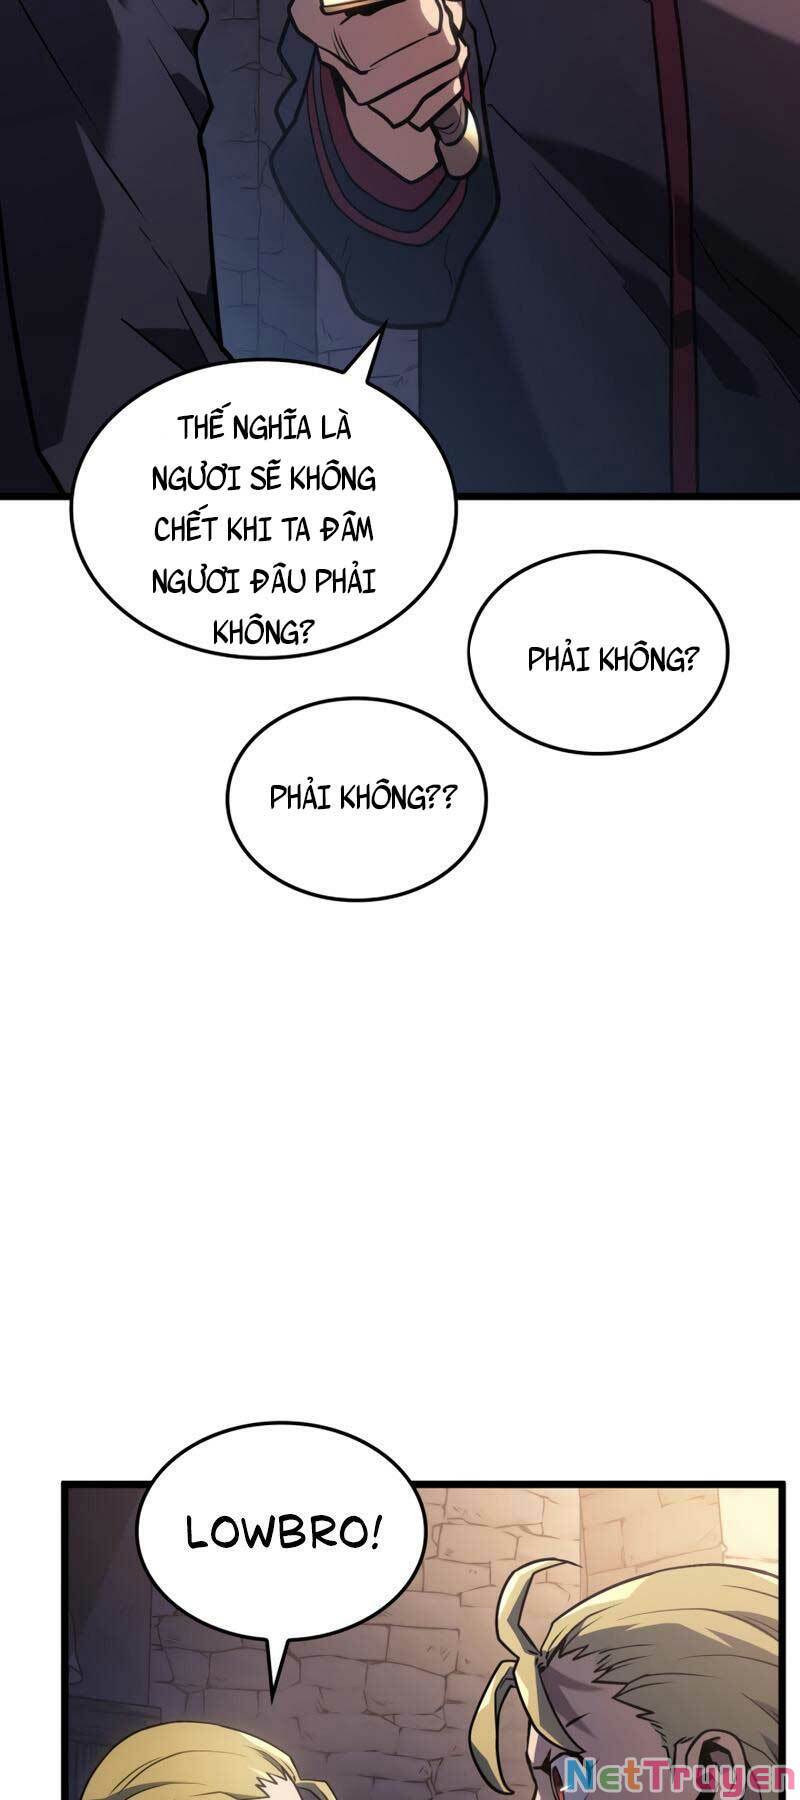 THẾ NGHĨA LÀ
NGƯƠI SẼ KHÔNG
CHẾT KHI TA ĐÂM
NGƯƠI ĐÂU PHẢI
KHÔNG?
PHẢI KHÔNG?
PHẢI KHÔNG??
LOWBRO!
NetTruyen